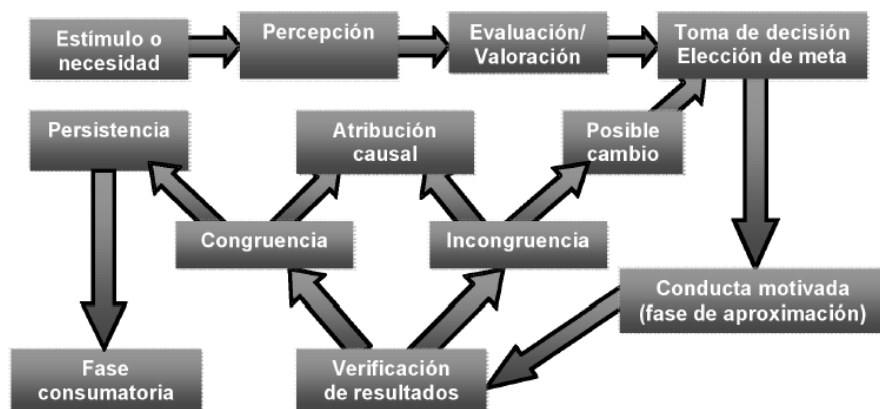 Estímulo o
necesidad
Percepción
Evaluación/
Valoración
Toma de decisión
Elección de meta
Persistencia
Atribución
causal
Posible
cambio
Congruencia
Incongruencia
Conducta motivada
(fase de aproximación)
Fase
consumatoria
Verificación
de resultados